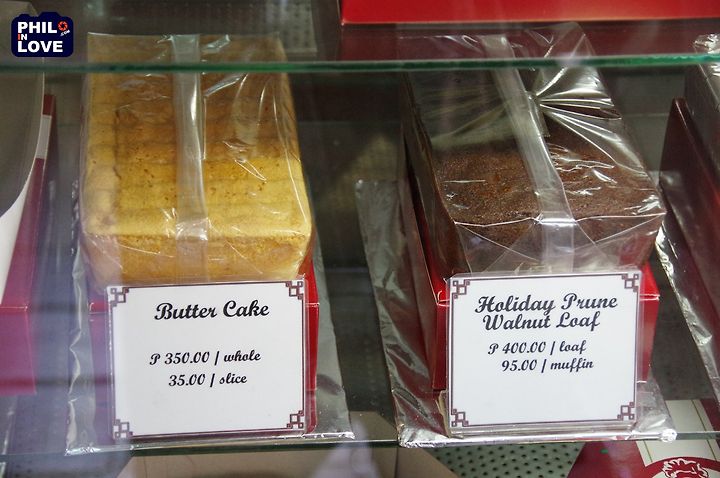 PHIL
IN
LOVE
Butter Cake
P 350.00 / whole
35.00 / slice
Holiday Prune
Walnut Loaf
P 400.00 / loaf
95.00 / muffin